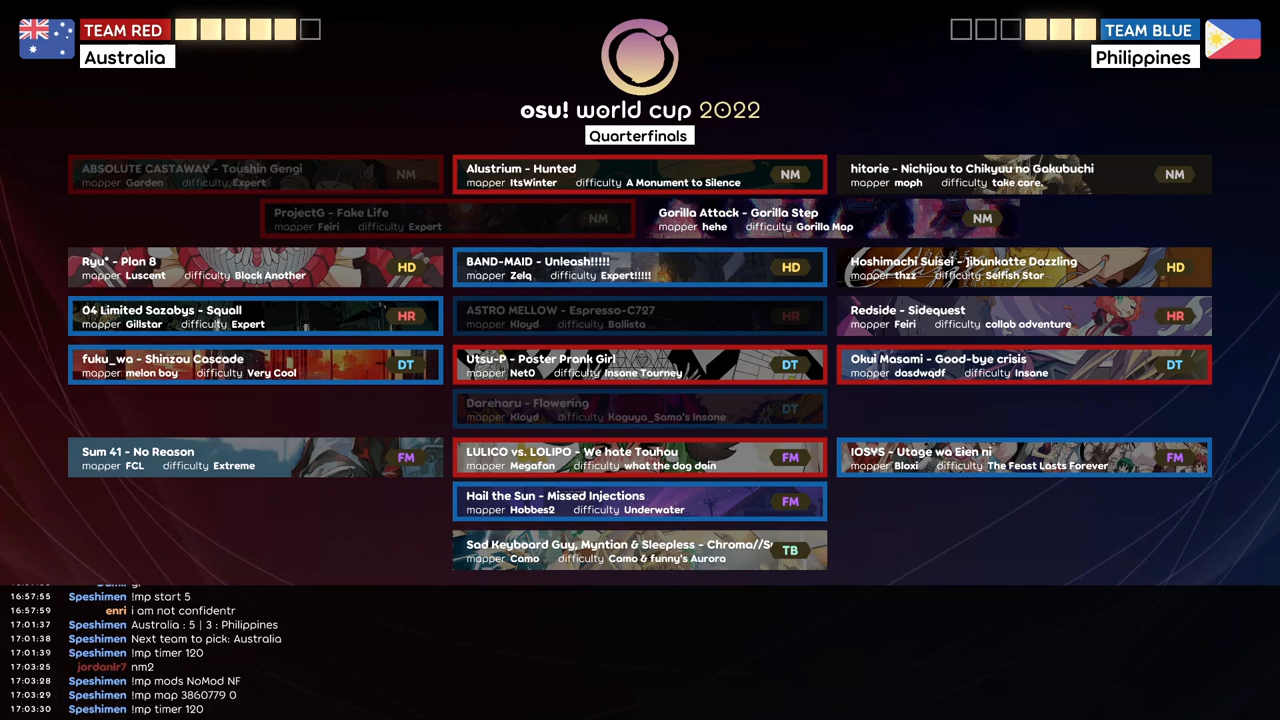 TEAM RED
Australia
TEAM BLUE
Philippines
osu! world cup 2022
Quarterfinals
ABSOLUTE CASTAWAY - Toushin Gengi
mapper Garden difficulty Expert
NM
Alustrium - Hunted
mapper ItsWinter difficulty A Monument to Silence
NM
hitorie - Nichijou to Chikyuu no Gakubuchi
mapper moph difficulty take care.
NM
ProjectG - Fake Life
mapper Feiri difficulty Expert
NM
Gorilla Attack - Gorilla Step
mapper hehe difficulty Gorilla Map
NM
Ryu* - Plan 8
mapper Luscent difficulty Black Another
HD
BAND-MAID - Unleash!!!!!
mapper Zelq difficulty Expert!!!!!
HD
Hoshimachi Suisei - Jibunkatte Dazzling
mapper thzz difficulty Selfish Star
HD
04 Limited Sazabys - Squall
mapper Gillstar difficulty Expert
HR
ASTRO MELLOW - Espresso-C797
mapper Kloyd difficulty Ballista
HR
Redside - Sidequest
mapper Feiri difficulty collab adventure
HR
fuku_wa - Shinzou Cascade
mapper melon boy difficulty Very Cool
DT
Utsu-P - Poster Prank Girl
mapper Net0 difficulty Insane Tourney
DT
Okui Masami - Good-bye crisis
mapper dasdwqdf difficulty Insane
DT
Dareharu - Flowering
mapper Kloyd difficulty Kaguya_Sama's Insane
DT
Sum 41 - No Reason
mapper FCL difficulty Extreme
FM
LULICO vs. LOLIPO - We hate Touhou
mapper Megafan difficulty what the dog doin
FM
IOSYS - Utage wa Eien ni
mapper Bloxi difficulty The Feast Lasts Forever
FM
Hail the Sun - Missed Injections
mapper Hobbes2 difficulty Underwater
FM
Sad Keyboard Guy, Myntian & Sleepless - Chroma//S
mapper Camo difficulty Camo & funny's Aurora
TB
16:57:55 Speshimen !mp start 5
16:57:59 enri i am not confidentr
17:01:37 Speshimen Australia : 5 | 3 : Philippines
17:01:38 Speshimen Next team to pick: Australia
17:01:39 Speshimen !mp timer 120
17:03:25 jordanlr7 nm2
17:03:28 Speshimen !mp mods NoMod NF
17:03:29 Speshimen !mp map 3860779 0
17:03:30 Speshimen !mp timer 120